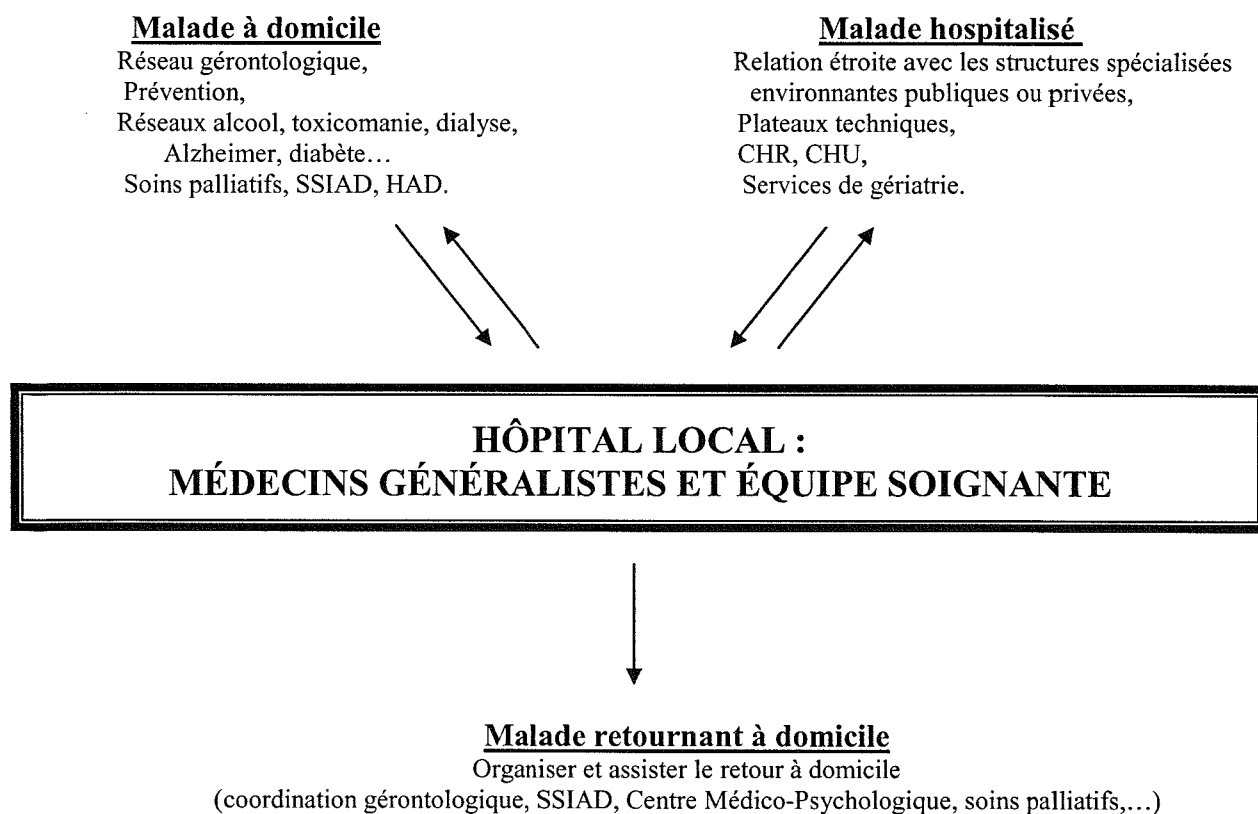 Malade à domicile
Réseau gérontologique,
Prévention,
Réseaux alcool, toxicomanie, dialyse,
Alzheimer, diabète…
Soins palliatifs, SSIAD, HAD.
Malade hospitalisé
Relation étroite avec les structures spécialisées
environnantes publiques ou privées,
Plateaux techniques,
CHR, CHU,
Services de gériatrie.
HÔPITAL LOCAL :
MÉDECINS GÉNÉRALISTES ET ÉQUIPE SOIGNANTE
Malade retournant à domicile
Organiser et assister le retour à domicile
(coordination gérontologique, SSIAD, Centre Médico-Psychologique, soins palliatifs,…)